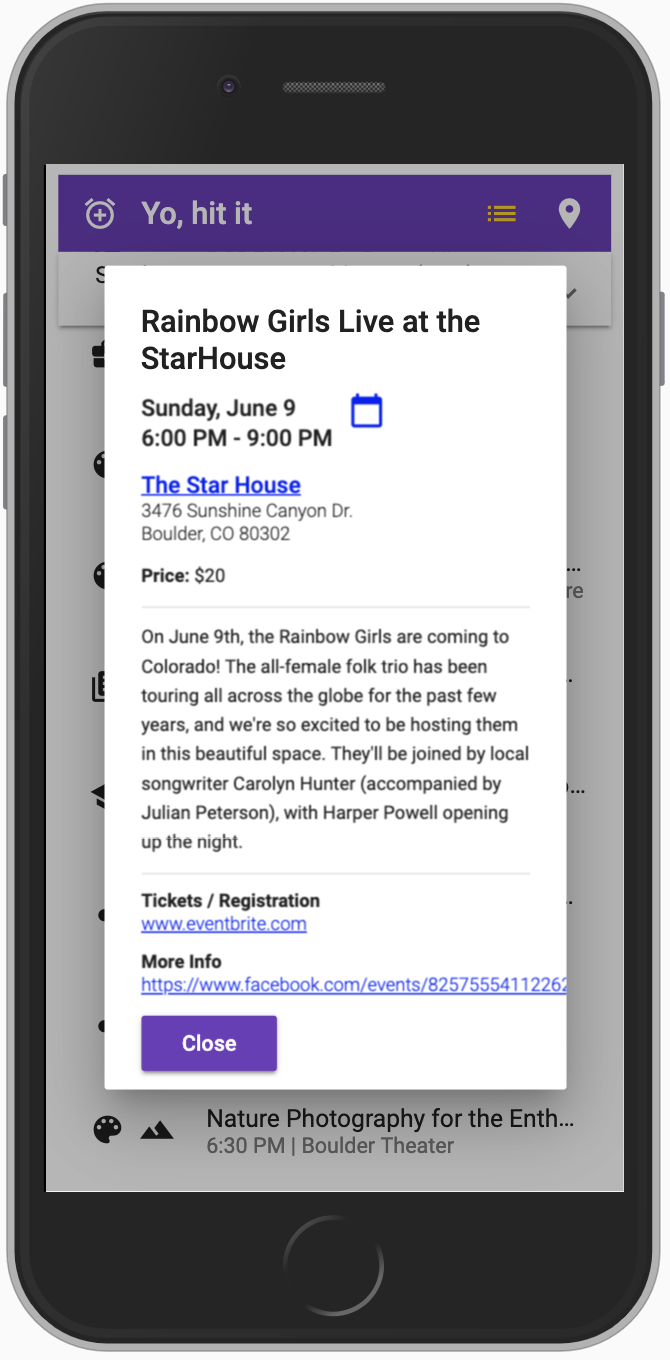 Yo, hit it
Rainbow Girls Live at the
StarHouse
Sunday, June 9
6:00 PM - 9:00 PM
The Star House
3476 Sunshine Canyon Dr.
Boulder, CO 80302
Price: $20
...
re
On June 9th, the Rainbow Girls are coming to
Colorado! The all-female folk trio has been
touring all across the globe for the past few
years, and we're so excited to be hosting them
in this beautiful space. They'll be joined by local
songwriter Carolyn Hunter (accompanied by
Julian Peterson), with Harper Powell opening
up the night.
Tickets / Registration
www.eventbrite.com
More Info
https://www.facebook.com/events/82575554112262
Close
Nature Photography for the Enth...
6:30 PM | Boulder Theater